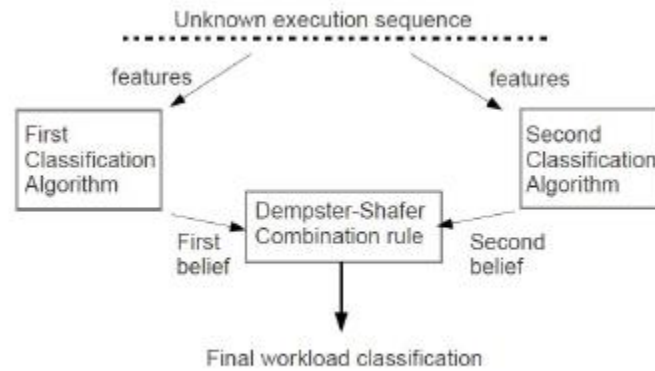 Unknown execution sequence
features
features
First
Classification
Algorithm
Second
Classification
Algorithm
Dempster-Shafer
Combination rule
First
belief
Second
belief
Final workload classification